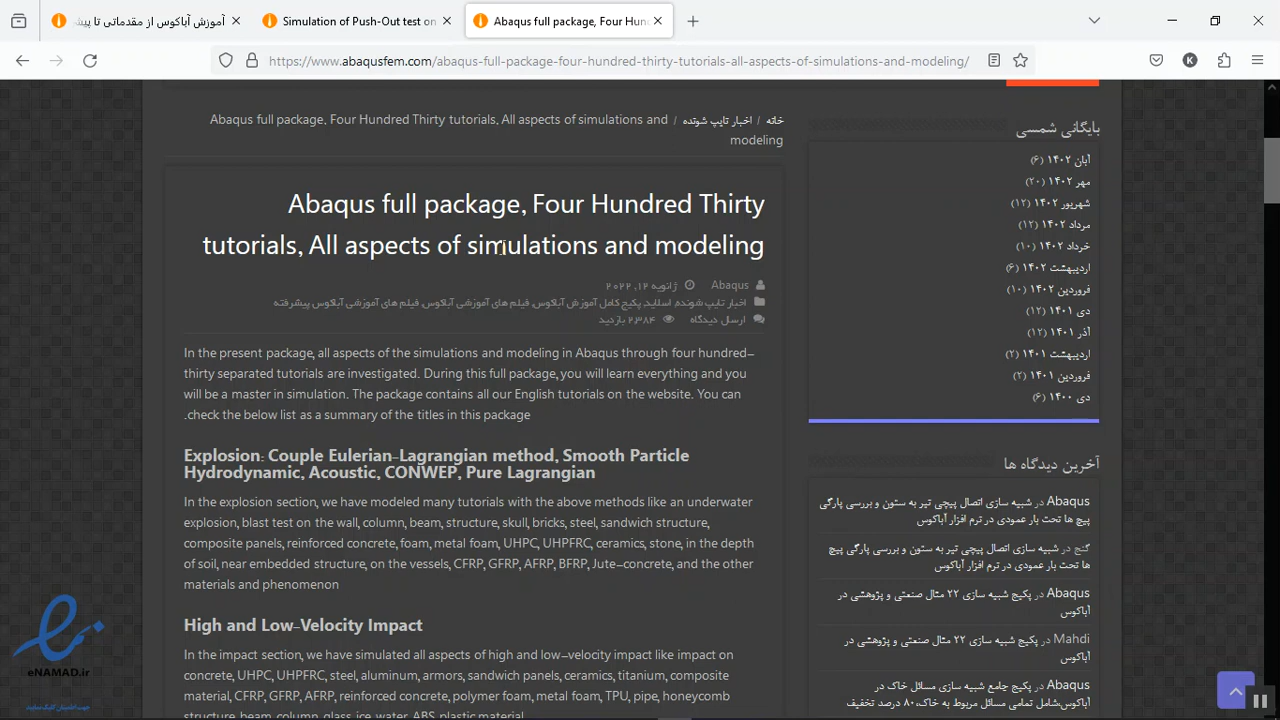 آموزش آباکوس از مقدماتی تا پیش
Simulation of Push-Out test on
Abaqus full package, Four Hun
https://www.abaqusfem.com/abaqus-full-package-four-hundred-thirty-tutorials-all-aspects-of-simulations-and-modeling/
خانه / اخبار تایپ شونده / Abaqus full package, Four Hundred Thirty tutorials, All aspects of simulations and
modeling
Abaqus full package, Four Hundred Thirty
tutorials, All aspects of simulations and modeling
Abaqus ژانویه ۱۲, ۲۰۲۲
اخبار تایپ شونده, اسلاید, پکیج کامل آموزش آباکوس, فیلم های آموزشی آباکوس, فیلم های آموزشی آباکوس پیشرفته
ارسال دیدگاه ۲,۳۸۴ بازدید
In the present package, all aspects of the simulations and modeling in Abaqus through four hundred-
thirty separated tutorials are investigated. During this full package, you will learn everything and you
will be a master in simulation. The package contains all our English tutorials on the website. You can
.check the below list as a summary of the titles in this package
Explosion: Couple Eulerian-Lagrangian method, Smooth Particle
Hydrodynamic, Acoustic, CONWEP, Pure Lagrangian
In the explosion section, we have modeled many tutorials with the above methods like an underwater
explosion, blast test on the wall, column, beam, structure, skull, bricks, steel, sandwich structure,
composite panels, reinforced concrete, foam, metal foam, UHPC, UHPFRC, ceramics, stone, in the depth
of soil, near embedded structure, on the vessels, CFRP, GFRP, AFRP, BFRP, Jute-concrete, and the other
materials and phenomenon
High and Low-Velocity Impact
In the impact section, we have simulated all aspects of high and low-velocity impact like impact on
concrete, UHPC, UHPFRC, steel, aluminum, armors, sandwich panels, ceramics, titanium, composite
material, CFRP, GFRP, AFRP, reinforced concrete, polymer foam, metal foam, TPU, pipe, honeycomb
structure, beam, column, glass, ice, water, ABS, plastic material
بایگانی شمسی
آبان ۱۴۰۲ (۶)
مهر ۱۴۰۲ (۲۰)
شهریور ۱۴۰۲ (۱۲)
مرداد ۱۴۰۲ (۱۲)
خرداد ۱۴۰۲ (۱۰)
اردیبهشت ۱۴۰۲ (۶)
فروردین ۱۴۰۲ (۱۰)
دی ۱۴۰۱ (۱۲)
آذر ۱۴۰۱ (۱۲)
اردیبهشت ۱۴۰۱ (۲)
فروردین ۱۴۰۱ (۲)
دی ۱۴۰۰ (۶)
آخرین دیدگاه ها
Abaqus در شبیه سازی اتصال پیچی تیر به ستون و بررسی پارگی
پیچ ها تحت بار عمودی در ترم افزار آباکوس
گنج در شبیه سازی اتصال پیچی تیر به ستون و بررسی پارگی پیچ
ها تحت بار عمودی در ترم افزار آباکوس
Abaqus در پکیج شبیه سازی ۲۲ مثال صنعتی و پژوهشی در
آباکوس
Mahdi در پکیج شبیه سازی ۲۲ مثال صنعتی و پژوهشی در
آباکوس
Abaqus در پکیج جامع شبیه سازی مسائل خاک در
آباکوس,شامل تمامی مسائل مربوط به خاک, ۸۰ درصد تخفیف
eNAMAD.ir
جهت اطمینان کلیک نمایید